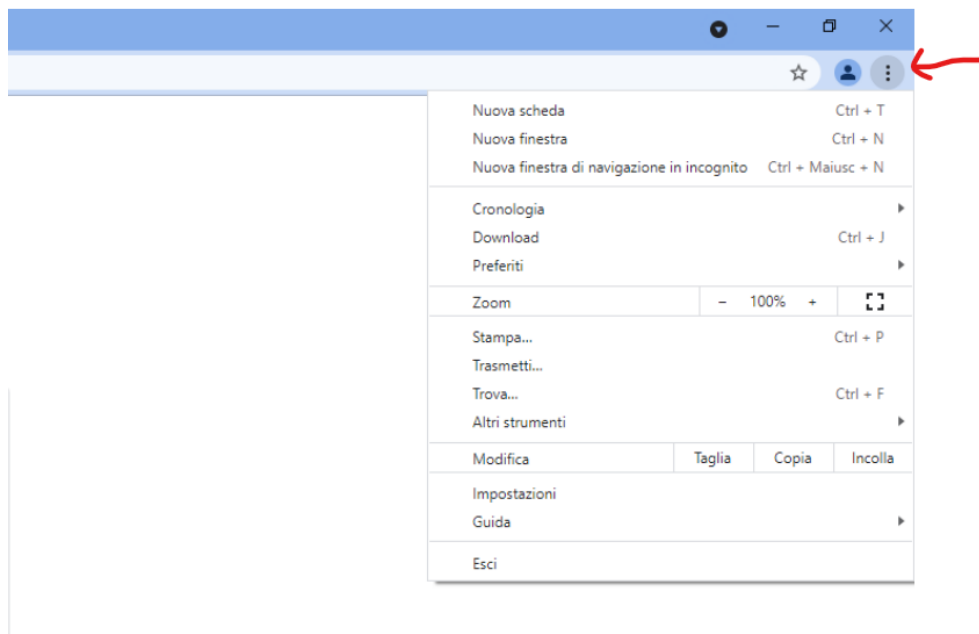 Nuova scheda Ctrl + T
Nuova finestra Ctrl + N
Nuova finestra di navigazione in incognito Ctrl + Maiusc + N
Cronologia
Download Ctrl + J
Preferiti
Zoom - 100% +
Stampa... Ctrl + P
Trasmetti...
Trova... Ctrl + F
Altri strumenti
Modifica Taglia Copia Incolla
Impostazioni
Guida
Esci